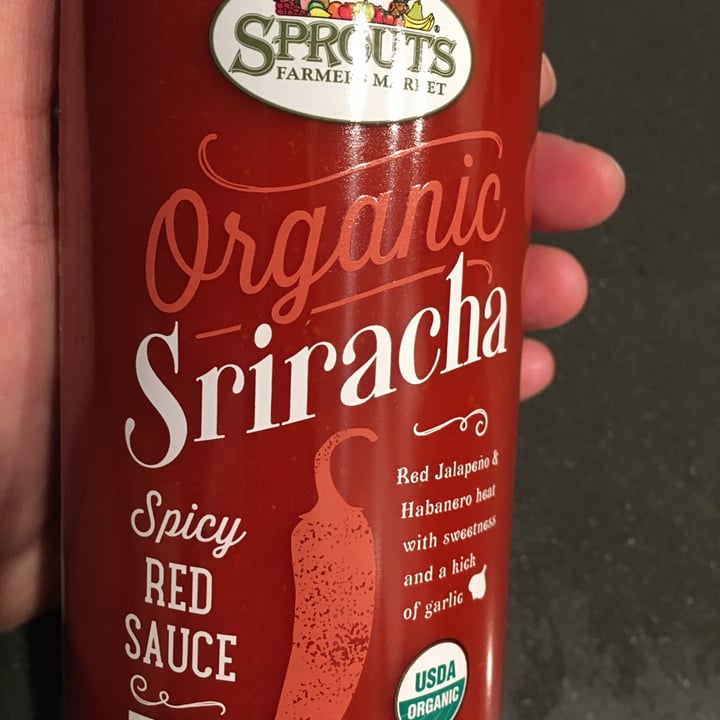 SPROUTS
FARMERS MARKET
Organic
Sriracha
Spicy
RED
SAUCE
Red Jalapeño &
Habanero heat
with sweetness
and a kick
of garlic
USDA
ORGANIC